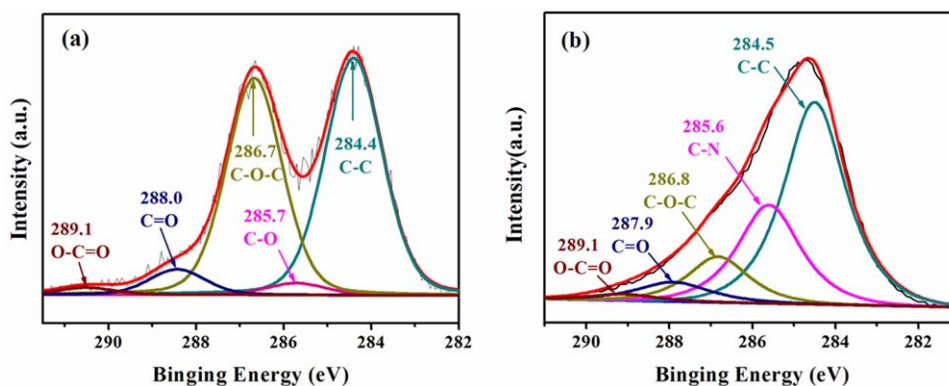 (a)
286.7
C-O-C
284.4
C-C
288.0
C=O
285.7
C-O
289.1
O-C=O
Intensity (a.u.)
290 288 286 284 282
Binging Energy (eV)
(b)
284.5
C-C
285.6
C-N
286.8
C-O-C
287.9
C=O
289.1
O-C=O
Intensity(a.u.)
290 288 286 284 282
Binging Energy (eV)